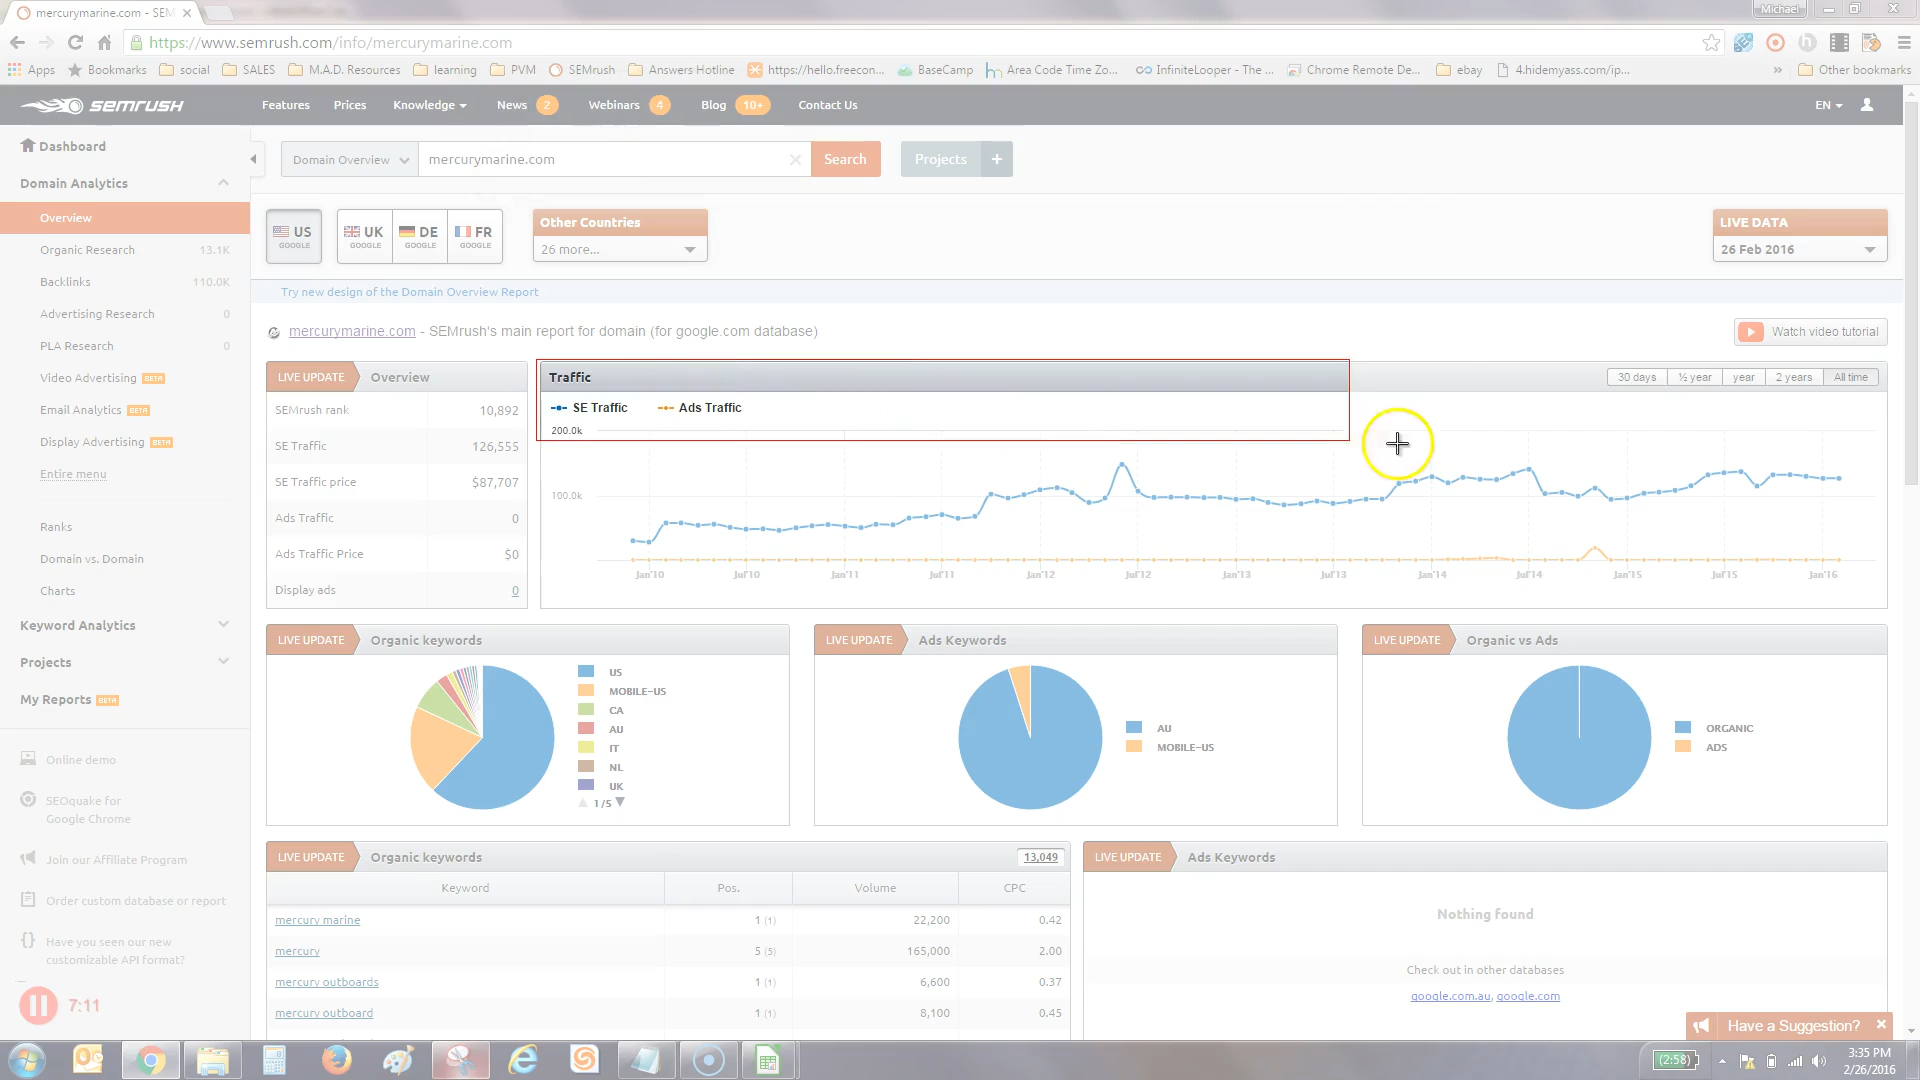 mercurymarine.com - SEM
Michael
https://www.semrush.com/info/mercurymarine.com
Apps
Bookmarks
social
SALES
M.A.D. Resources
learning
PVM
SEMrush
Answers Hotline
https://hello.freecon...
BaseCamp
Area Code Time Zo...
InfiniteLooper - The ...
Chrome Remote De...
ebay
4.hidemyass.com/ip...
»
Other bookmarks
SEMRUSH
Features
Prices
Knowledge
News 2
Webinars 4
Blog 10+
Contact Us
EN
Dashboard
Domain Analytics
Overview
Organic Research 13.1K
Backlinks 110.0K
Advertising Research 0
PLA Research 0
Video Advertising BETA
Email Analytics BETA
Display Advertising BETA
Entire menu
Ranks
Domain vs. Domain
Charts
Keyword Analytics
Projects
My Reports BETA
Online demo
SEOquake for
Google Chrome
Join our Affiliate Program
Order custom database or report
Have you seen our new
customizable API format?
7:11
Domain Overview
mercurymarine.com
Search
Projects +
US
GOOGLE
UK
GOOGLE
DE
GOOGLE
FR
GOOGLE
Other Countries
26 more...
LIVE DATA
26 Feb 2016
Try new design of the Domain Overview Report
mercurymarine.com - SEMrush's main report for domain (for google.com database)
Watch video tutorial
LIVE UPDATE Overview
SEMrush rank 10,892
SE Traffic 126,555
SE Traffic price $87,707
Ads Traffic 0
Ads Traffic Price $0
Display ads 0
Traffic
30 days ½ year year 2 years All time
SE Traffic Ads Traffic
200.0k
100.0k
Jan'10 Jul'10 Jan'11 Jul'11 Jan'12 Jul'12 Jan'13 Jul'13 Jan'14 Jul'14 Jan'15 Jul'15 Jan'16
LIVE UPDATE Organic keywords
US
MOBILE-US
CA
AU
IT
NL
UK
1/5
LIVE UPDATE Ads Keywords
AU
MOBILE-US
LIVE UPDATE Organic vs Ads
ORGANIC
ADS
LIVE UPDATE Organic keywords 13,049
Keyword Pos. Volume CPC
mercury marine 1 (1) 22,200 0.42
mercury 5 (5) 165,000 2.00
mercury outboards 1 (1) 6,600 0.37
mercury outboard 1 (1) 8,100 0.45
LIVE UPDATE Ads Keywords
Nothing found
Check out in other databases
google.com.au, google.com
Have a Suggestion?
(2:58)
3:35 PM
2/26/2016